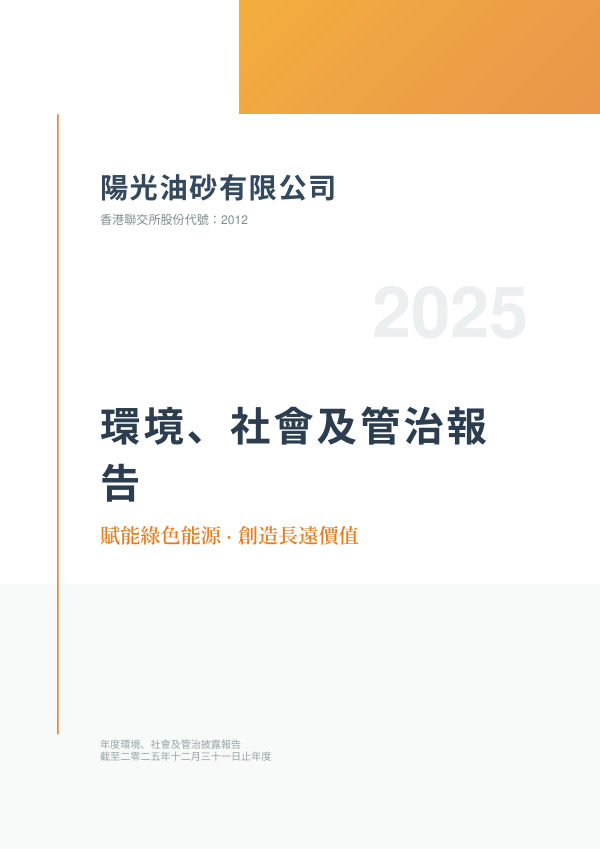 陽光油砂有限公司
香港聯交所股份代號：2012
2025
環境、社會及管治報
告
賦能綠色能源 · 創造長遠價值
年度環境、社會及管治披露報告
截至二零二五年十二月三十一日止年度